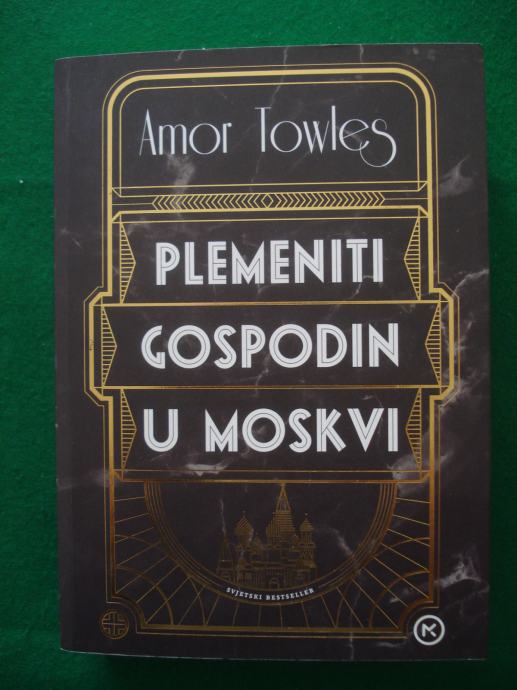 Amor Towles
PLEMENITI
GOSPODIN
U MOSKVI
SVJETSKI BESTSELLER